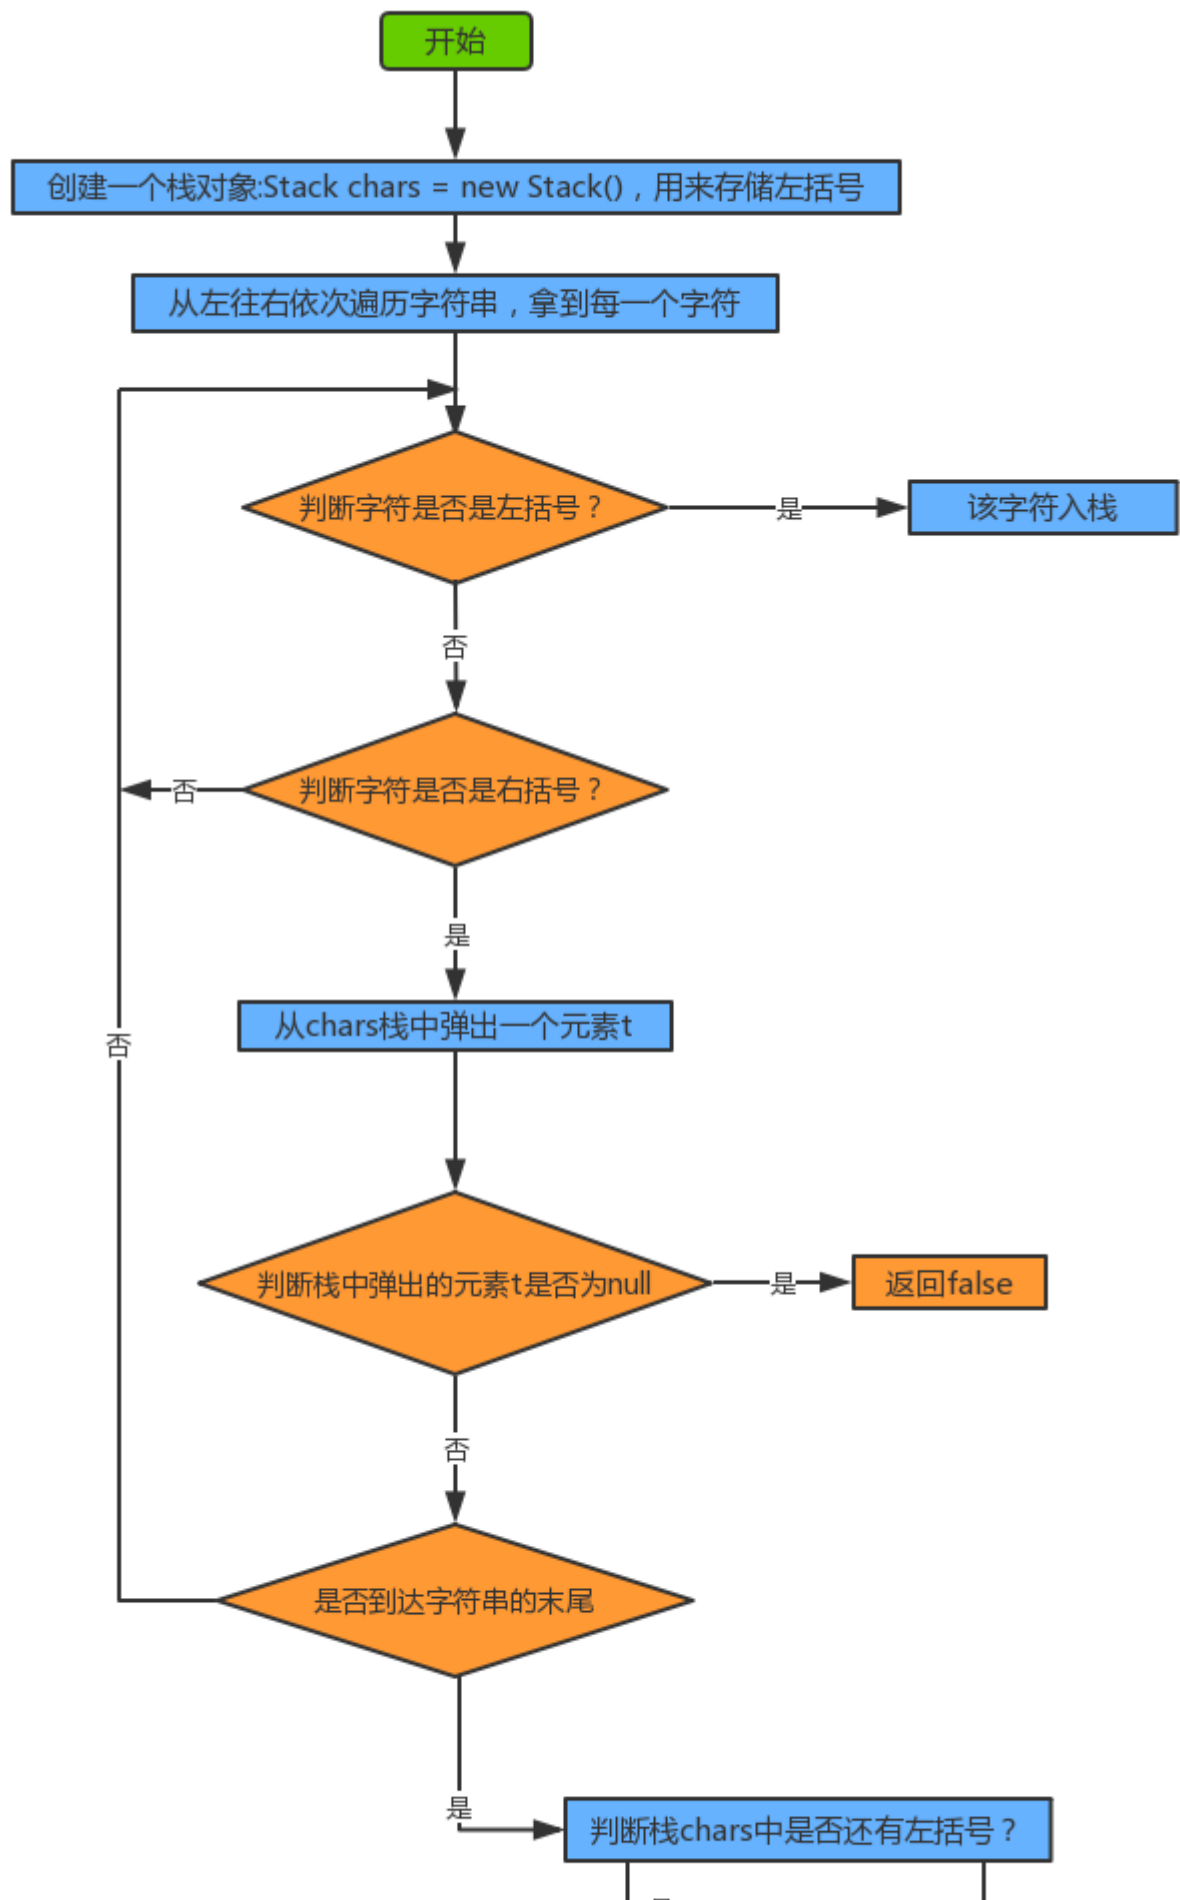 开始
创建一个栈对象:Stack chars = new Stack()，用来存储左括号
从左往右依次遍历字符串，拿到每一个字符
判断字符是否是左括号？
是
该字符入栈
否
判断字符是否是右括号？
否
是
从chars栈中弹出一个元素t
否
判断栈中弹出的元素t是否为null
是
返回false
否
是否到达字符串的末尾
是
判断栈chars中是否还有左括号？